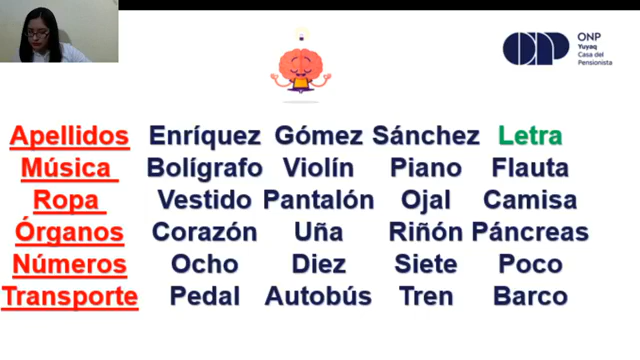 ONP
Yuyaq
Casa del
Pensionista
Apellidos Enríquez Gómez Sánchez Letra
Música Bolígrafo Violín Piano Flauta
Ropa Vestido Pantalón Ojal Camisa
Órganos Corazón Uña Riñón Páncreas
Números Ocho Diez Siete Poco
Transporte Pedal Autobús Tren Barco